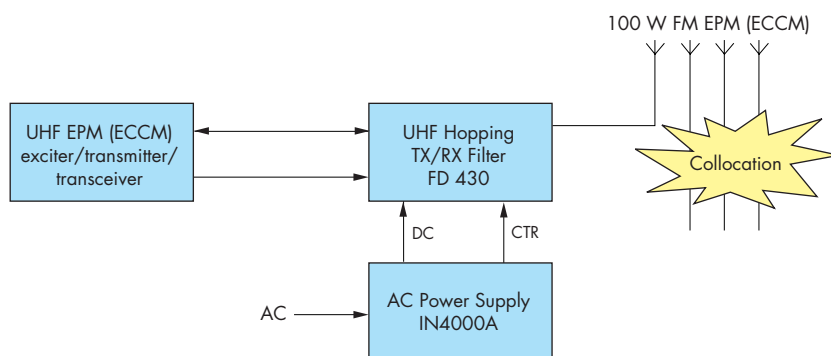 100 W FM EPM (ECCM)
UHF EPM (ECCM)
exciter/transmitter/
transceiver
UHF Hopping
TX/RX Filter
FD 430
Collocation
DC
CTR
AC
AC Power Supply
IN4000A